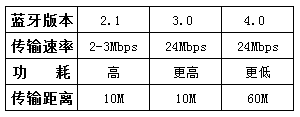 蓝牙版本 2.1 3.0 4.0
传输速率 2-3Mbps 24Mbps 24Mbps
功 耗 高 更高 更低
传输距离 10M 10M 60M